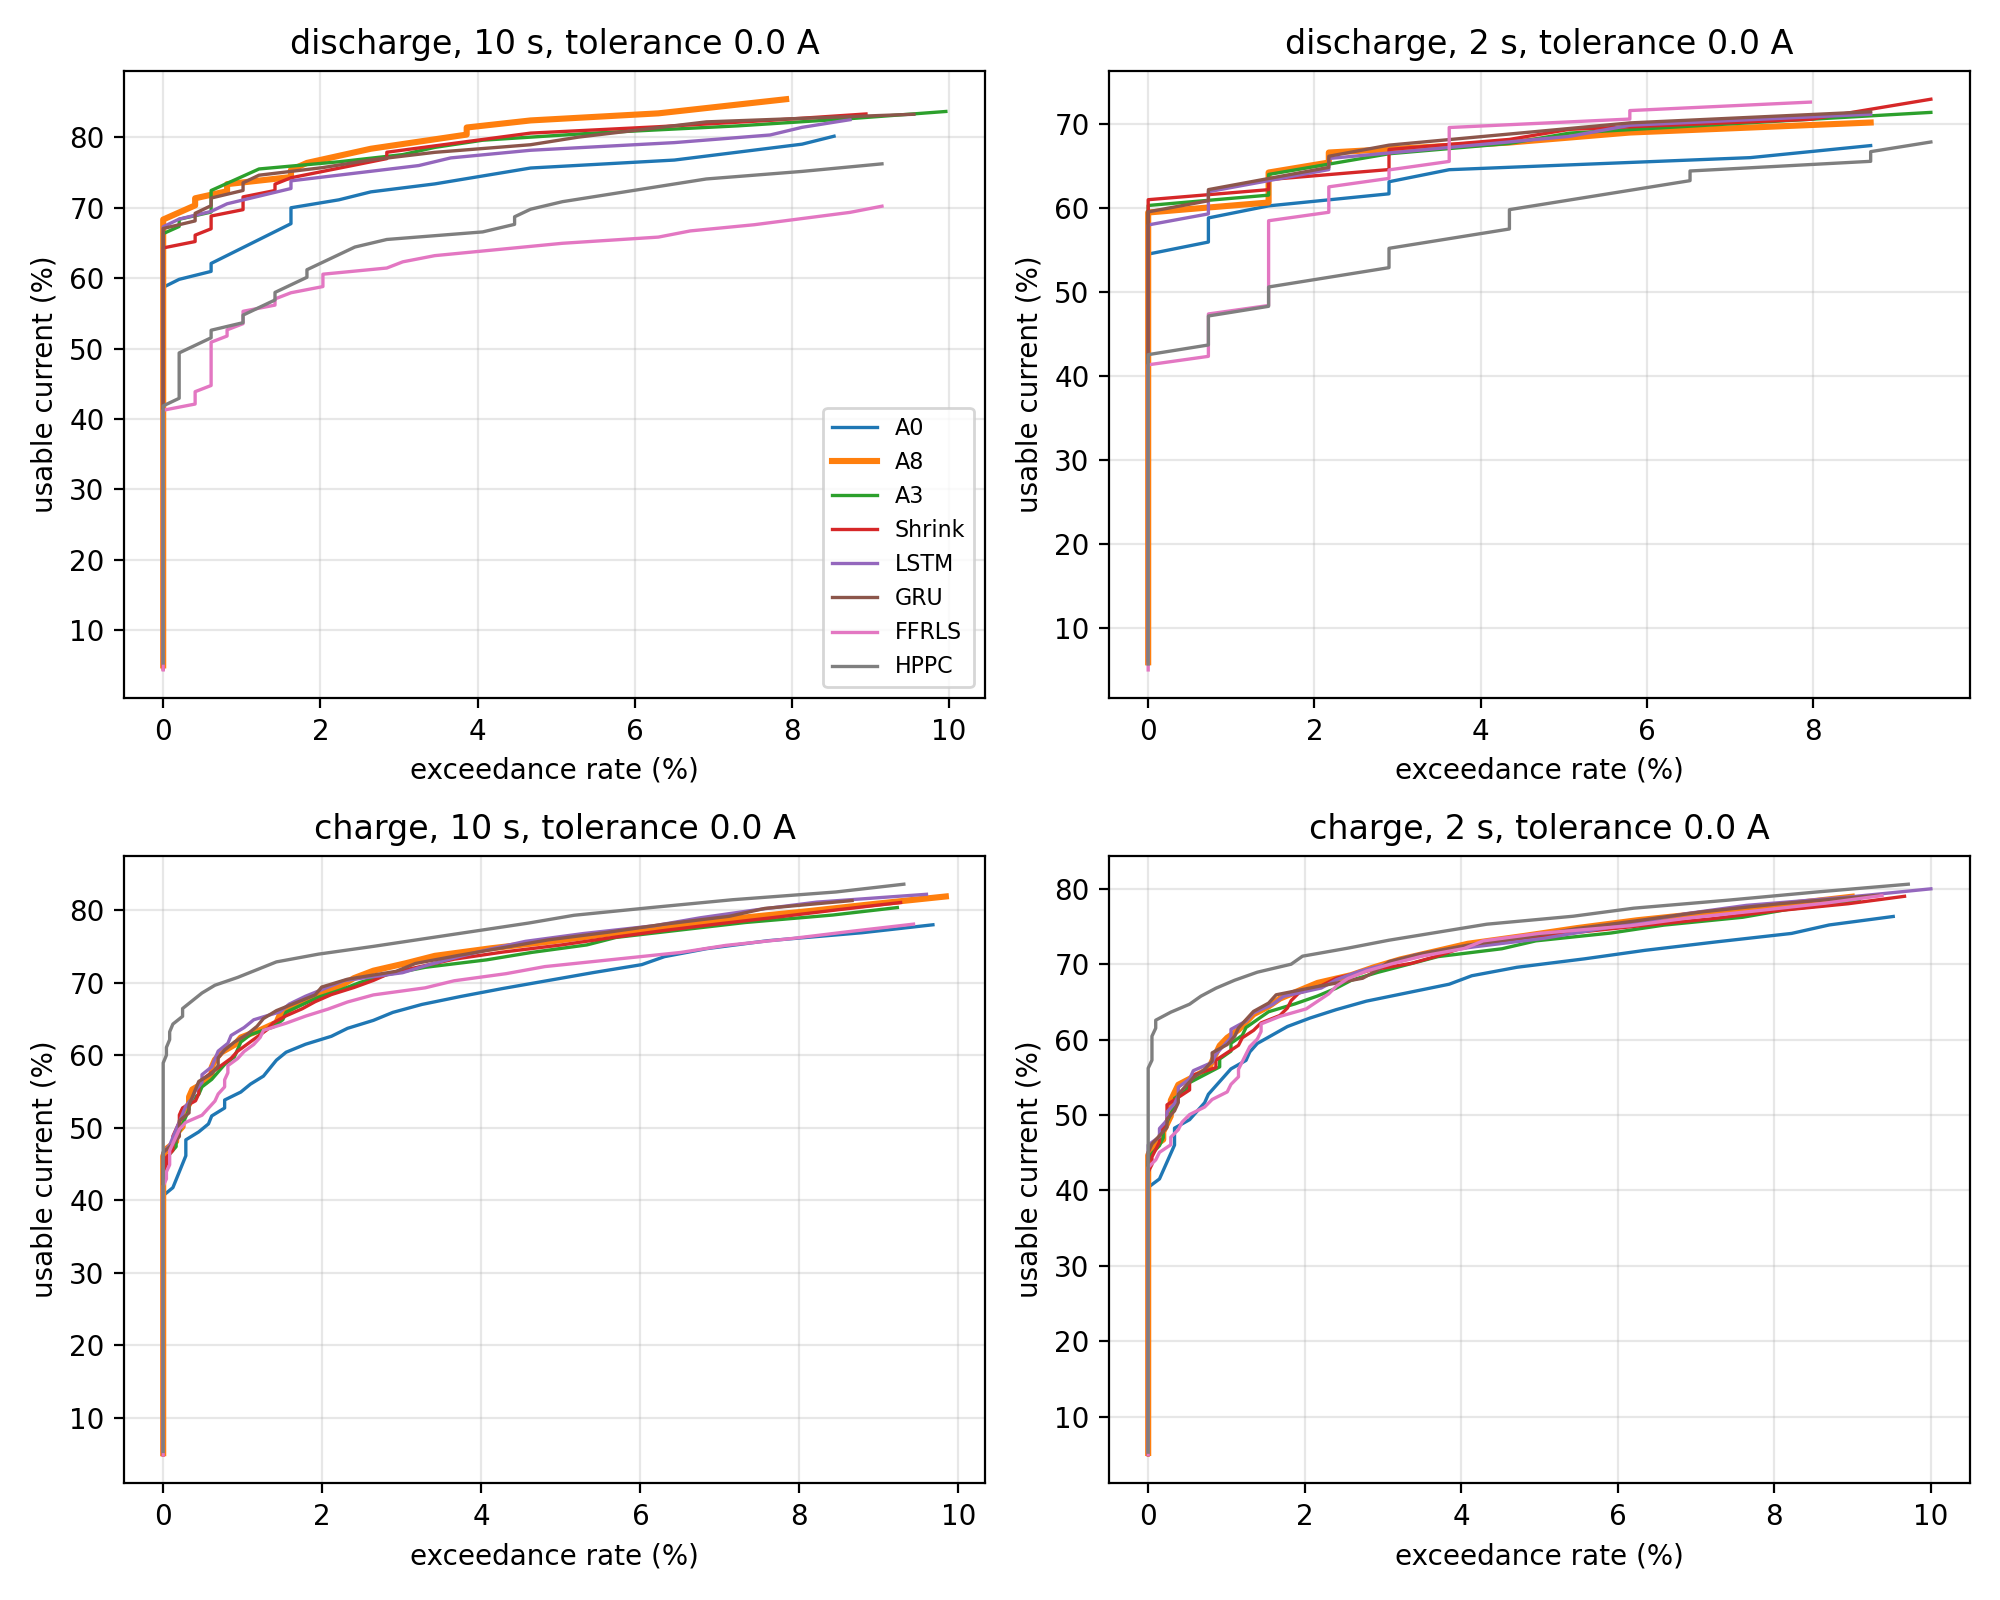 discharge, 10 s, tolerance 0.0 A
usable current (%)
80
70
60
50
40
30
20
10
A0
A8
A3
Shrink
LSTM
GRU
FFRLS
HPPC
0 2 4 6 8 10
exceedance rate (%)
discharge, 2 s, tolerance 0.0 A
usable current (%)
70
60
50
40
30
20
10
0 2 4 6 8
exceedance rate (%)
charge, 10 s, tolerance 0.0 A
usable current (%)
80
70
60
50
40
30
20
10
0 2 4 6 8 10
exceedance rate (%)
charge, 2 s, tolerance 0.0 A
usable current (%)
80
70
60
50
40
30
20
10
0 2 4 6 8 10
exceedance rate (%)